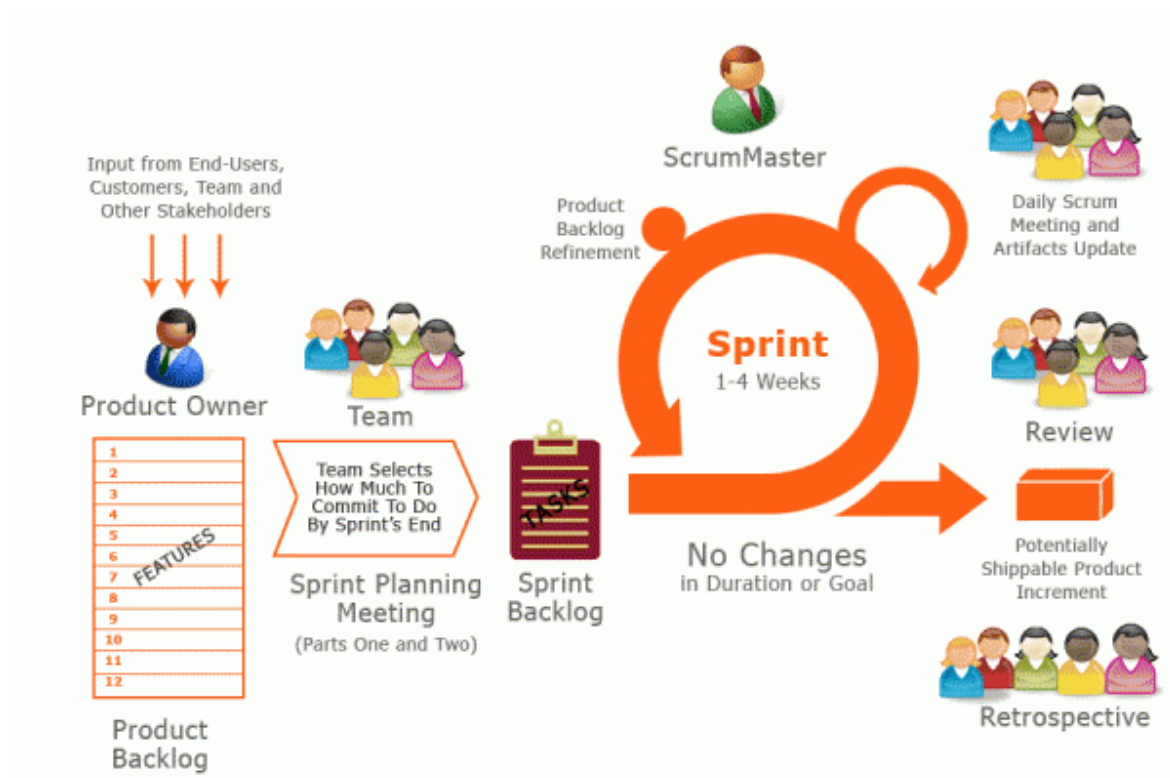 Input from End-Users,
Customers, Team and
Other Stakeholders
Product Owner
1
2
3
4
5
6
7
8
9
10
11
12
FEATURES
Product
Backlog
Team
Team Selects
How Much To
Commit To Do
By Sprint's End
Sprint Planning
Meeting
(Parts One and Two)
TASKS
Sprint
Backlog
ScrumMaster
Product
Backlog
Refinement
Sprint
1-4 Weeks
No Changes
in Duration or Goal
Daily Scrum
Meeting and
Artifacts Update
Review
Potentially
Shippable Product
Increment
Retrospective